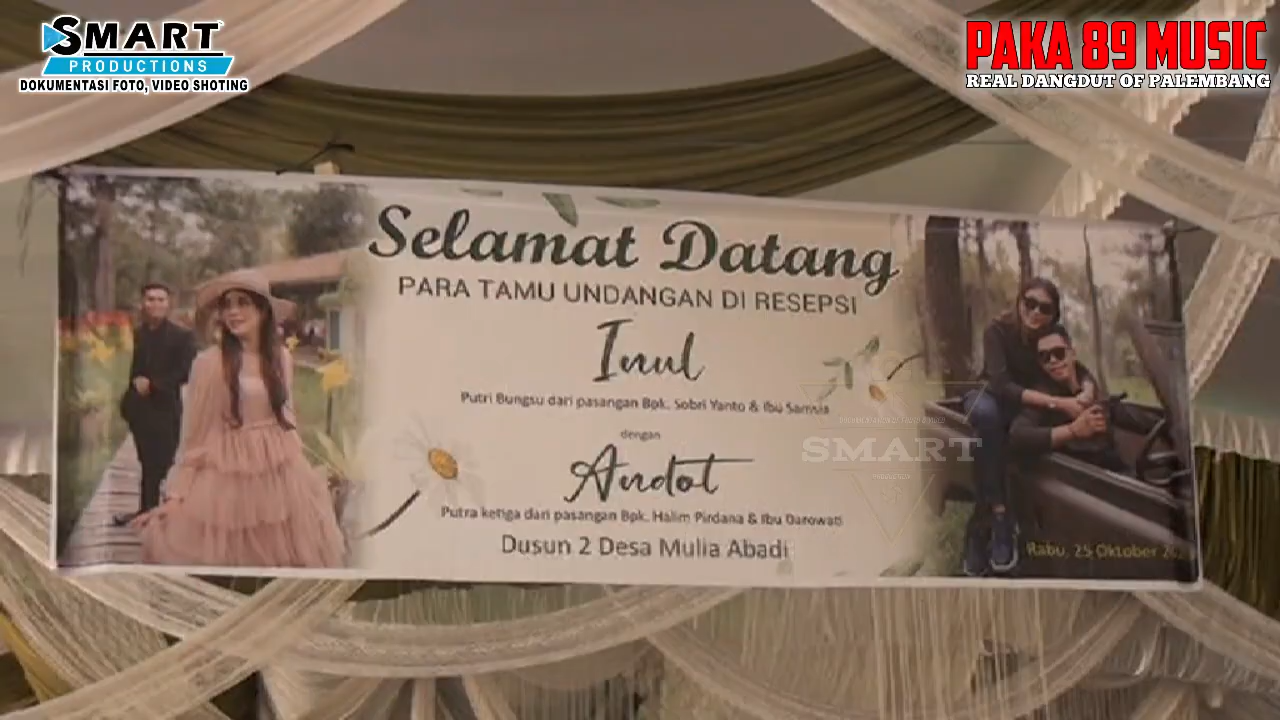 SMART
PRODUCTIONS
DOKUMENTASI FOTO, VIDEO SHOTING
PAKA 89 MUSIC
REAL DANGDUT OF PALEMBANG
Selamat Datang
PARA TAMU UNDANGAN DI RESEPSI
Inul
Putri Bungsu dari pasangan Bpk. Sobri Yanto & Ibu Samsia
dengan
Andot
Putra ketiga dari pasangan Bpk. Halim Pirdana & Ibu Darowati
Dusun 2 Desa Mulia Abadi
Rabu, 25 Oktober
SMART